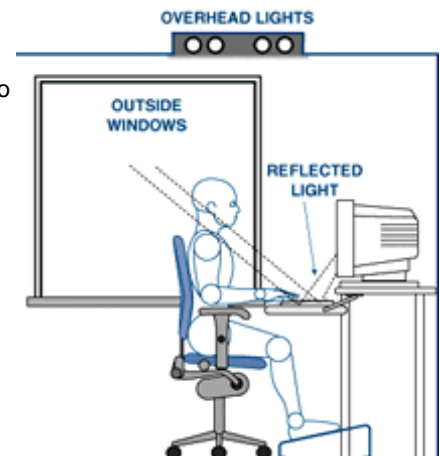 OVERHEAD LIGHTS
o
OUTSIDE
WINDOWS
REFLECTED
LIGHT